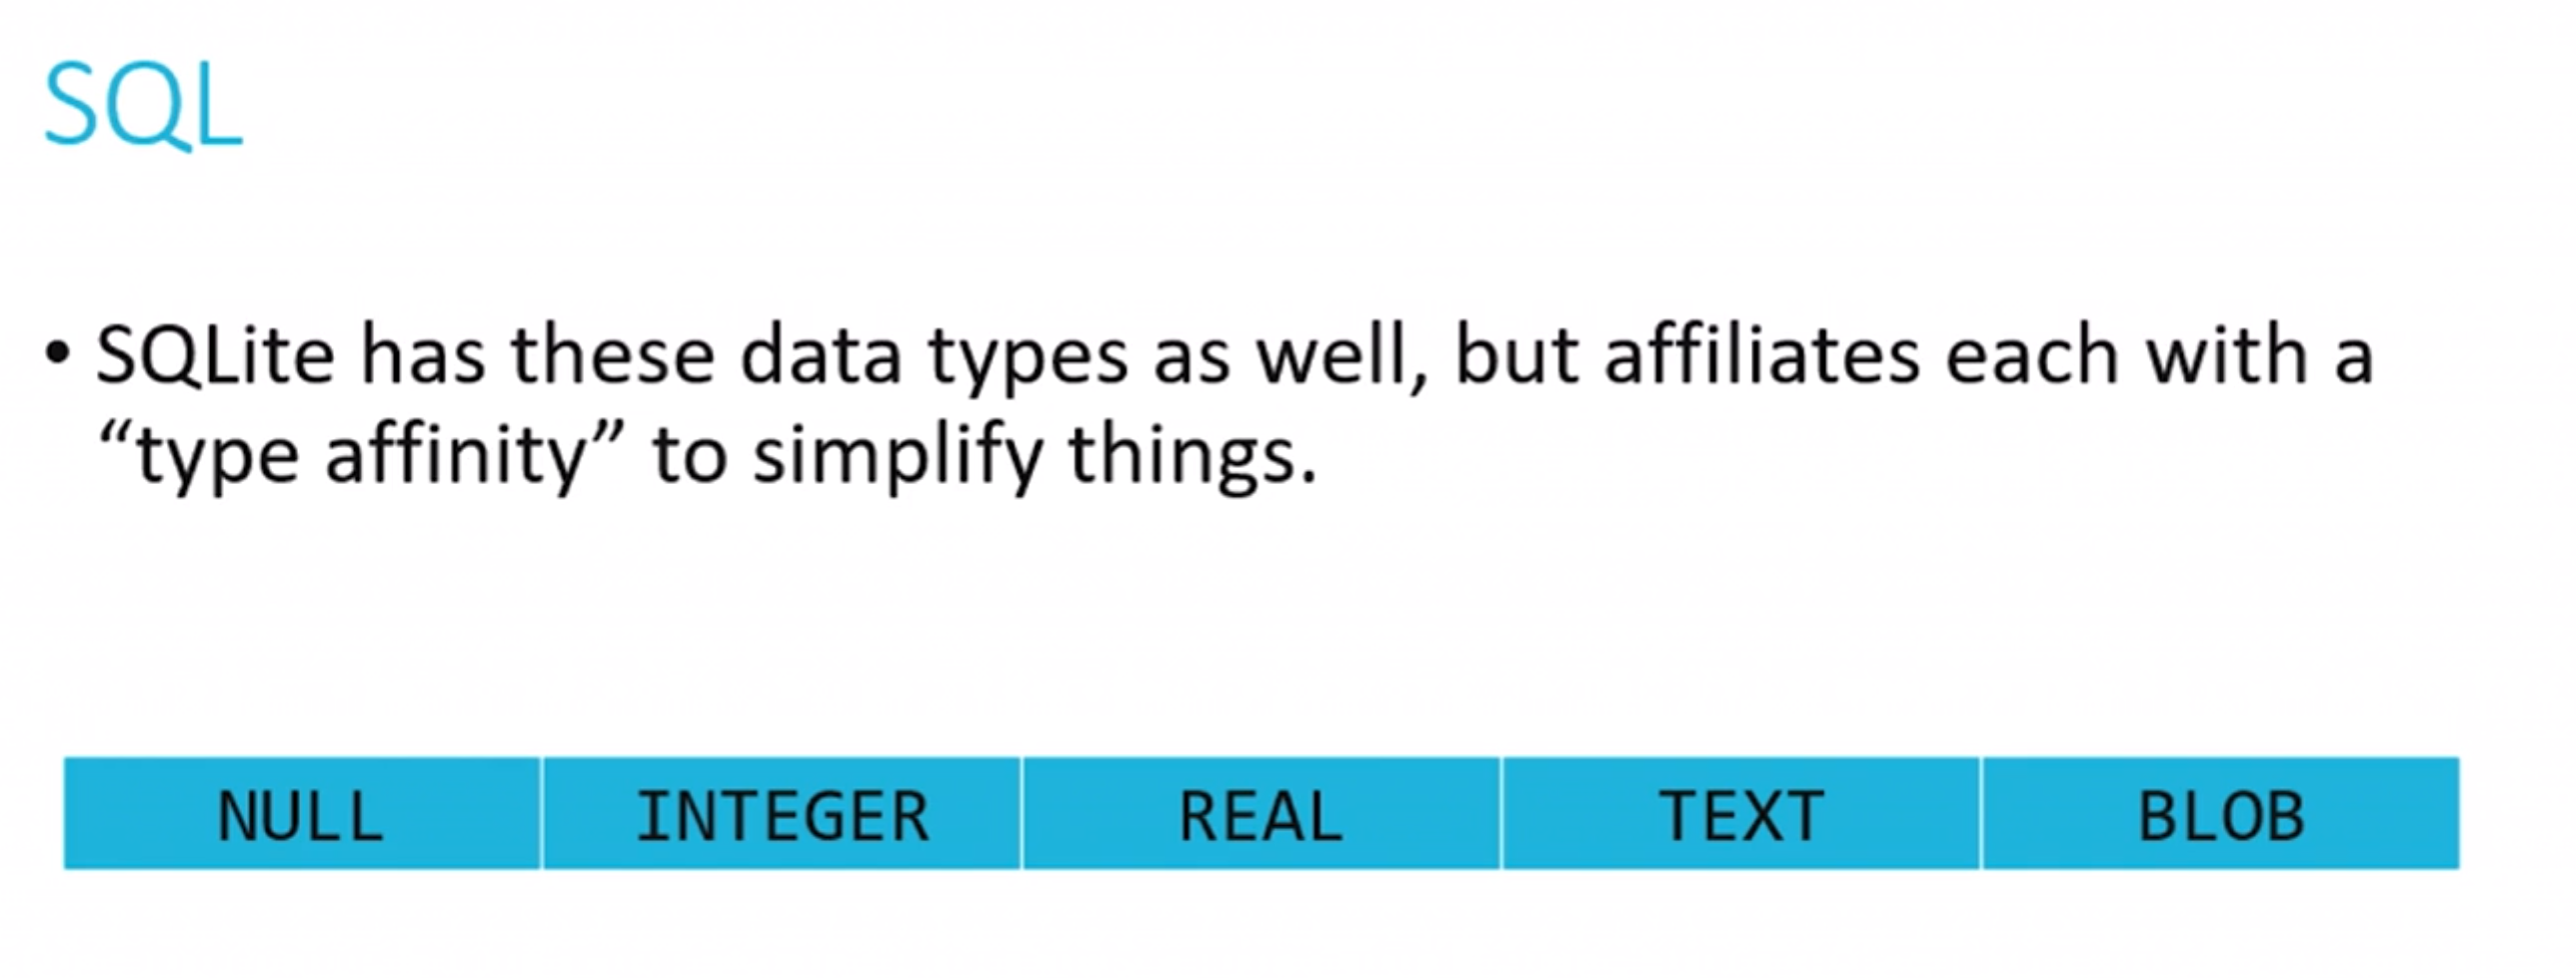 SQL
• SQLite has these data types as well, but affiliates each with a
“type affinity” to simplify things.
NULL INTEGER REAL TEXT BLOB